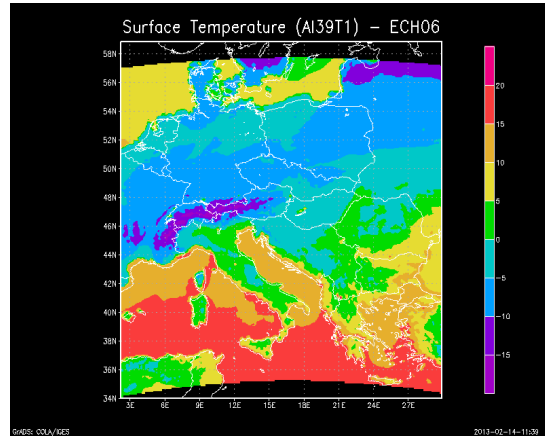 Surface Temperature (AI39T1) – ECH06
58N
56N
54N
52N
50N
48N
46N
44N
42N
40N
38N
36N
34N
3E 6E 9E 12E 15E 18E 21E 24E 27E
20
15
10
5
0
-5
-10
-15
GrADS: COLA/IGES
2013-02-14-11:39